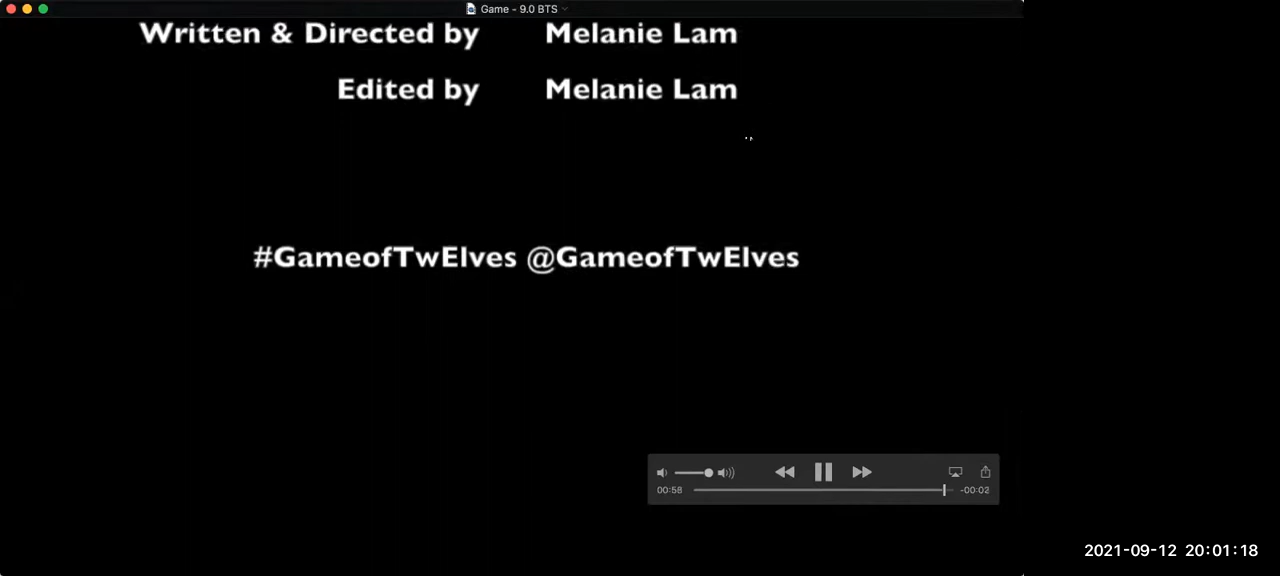 Game - 9.0 BTS
Written & Directed by Melanie Lam
Edited by Melanie Lam
#GameofTwElves @GameofTwElves
00:58 -00:02
2021-09-12 20:01:18